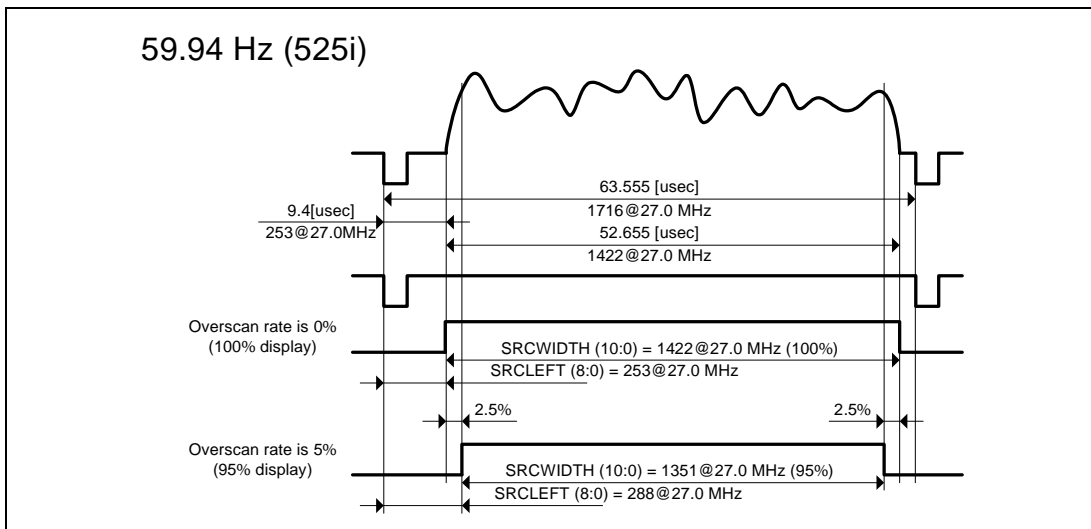 59.94 Hz (525i)
63.555 [usec]
1716@27.0 MHz
9.4[usec]
253@27.0MHz
52.655 [usec]
1422@27.0 MHz
Overscan rate is 0%
(100% display)
SRCWIDTH (10:0) = 1422@27.0 MHz (100%)
SRCLEFT (8:0) = 253@27.0 MHz
2.5%
2.5%
Overscan rate is 5%
(95% display)
SRCWIDTH (10:0) = 1351@27.0 MHz (95%)
SRCLEFT (8:0) = 288@27.0 MHz